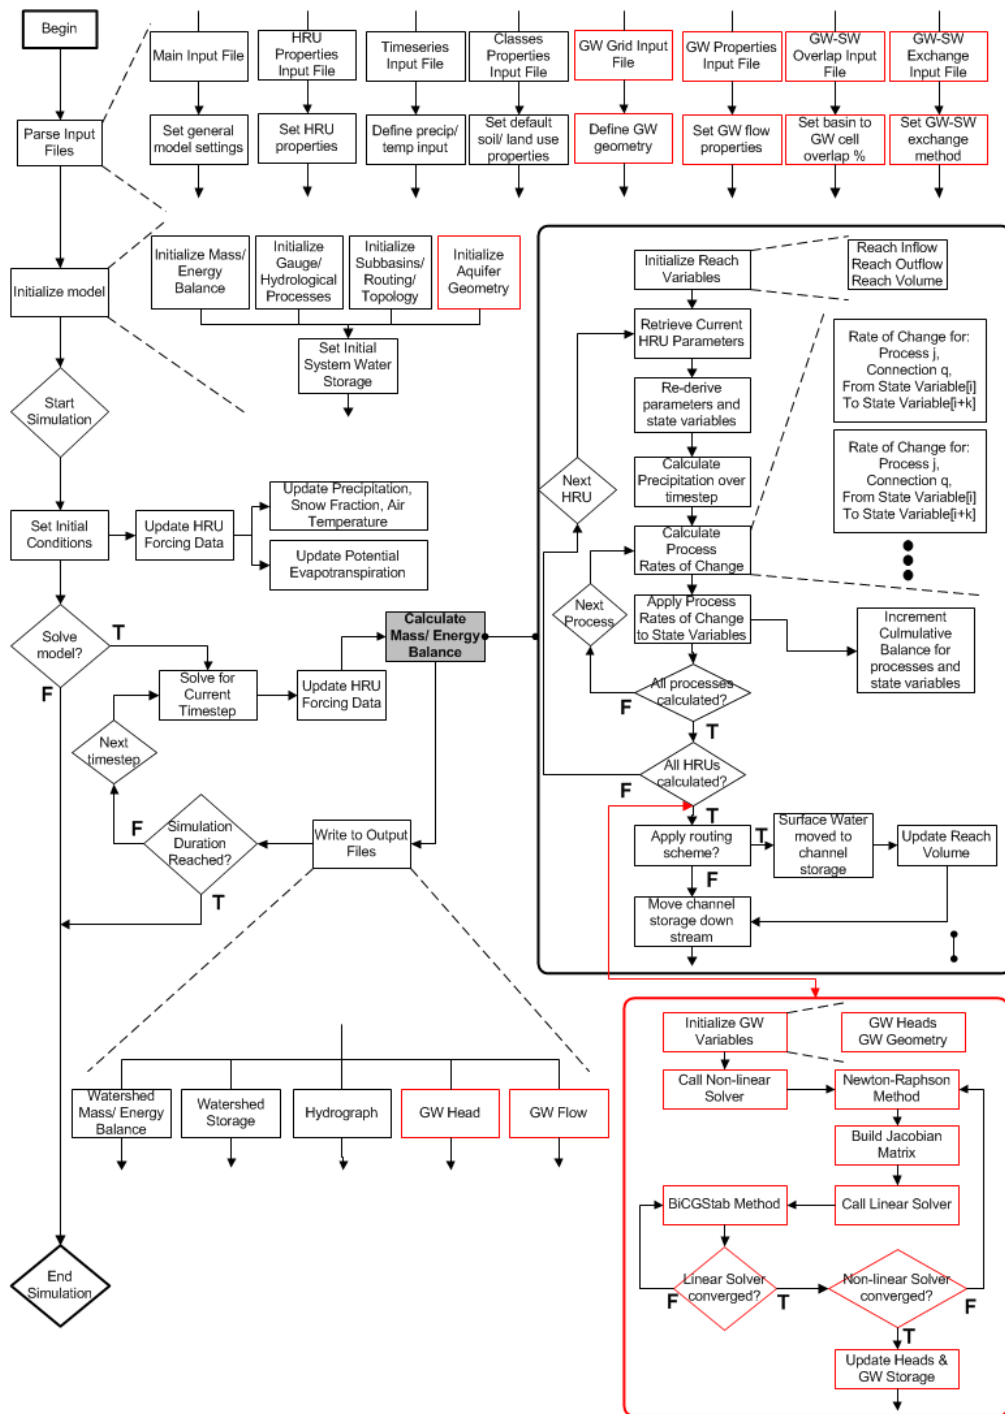 Begin
Main Input File
HRU
Properties
Input File
Timeseries
Input File
Classes
Properties
Input File
GW Grid Input
File
GW Properties
Input File
GW-SW
Overlap Input
File
GW-SW
Exchange
Input File
Parse Input
Files
Set general
model settings
Set HRU
properties
Define precip/
temp input
Set default
soil/ land use
properties
Define GW
geometry
Set GW flow
properties
Set basin to
GW cell
overlap %
Set GW-SW
exchange
method
Initialize model
Initialize Mass/
Energy
Balance
Initialize
Gauge/
Hydrological
Processes
Initialize
Subbasins/
Routing/
Topology
Initialize
Aquifer
Geometry
Set Initial
System Water
Storage
Start
Simulation
Set Initial
Conditions
Update HRU
Forcing Data
Update Precipitation,
Snow Fraction, Air
Temperature
Update Potential
Evapotranspiration
Solve
model?
T
F
Solve for
Current
Timestep
Update HRU
Forcing Data
Calculate
Mass/ Energy
Balance
Next
timestep
Simulation
Duration
Reached?
F
T
Write to Output
Files
Initialize Reach
Variables
Reach Inflow
Reach Outflow
Reach Volume
Retrieve Current
HRU Parameters
Re-derive
parameters and
state variables
Calculate
Precipitation over
timestep
Calculate
Process
Rates of Change
Rate of Change for:
Process j,
Connection q,
From State Variable[i]
To State Variable[i+k]
Rate of Change for:
Process j,
Connection q,
From State Variable[i]
To State Variable[i+k]
Next
HRU
Next
Process
Apply Process
Rates of Change
to State Variables
Increment
Culmulative
Balance for
processes and
state variables
All processes
calculated?
F
T
All HRUs
calculated?
F
T
Apply routing
scheme?
T
F
Surface Water
moved to
channel
storage
Update Reach
Volume
Move channel
storage down
stream
Watershed
Mass/ Energy
Balance
Watershed
Storage
Hydrograph
GW Head
GW Flow
Initialize GW
Variables
GW Heads
GW Geometry
Call Non-linear
Solver
Newton-Raphson
Method
Build Jacobian
Matrix
Call Linear Solver
BiCGStab Method
Linear Solver
converged?
F
T
Non-linear Solver
converged?
F
T
Update Heads &
GW Storage
End
Simulation